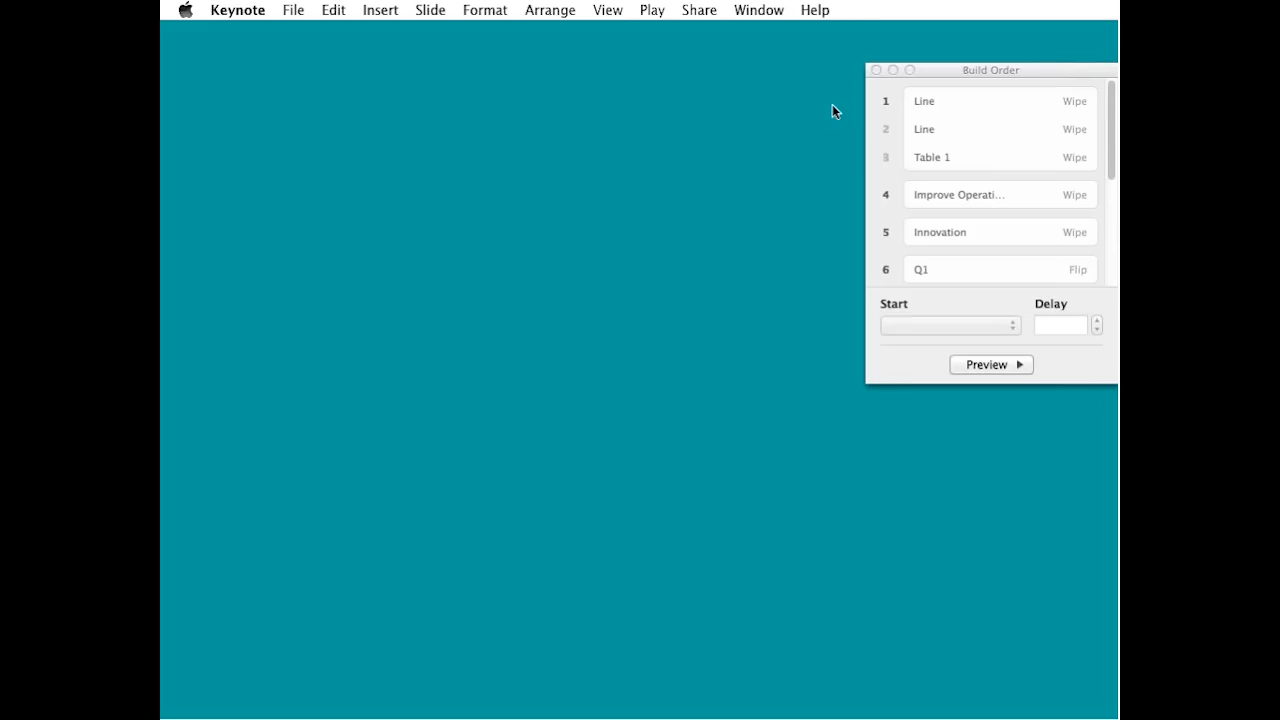 Keynote File Edit Insert Slide Format Arrange View Play Share Window Help
Build Order
1 Line Wipe
2 Line Wipe
3 Table 1 Wipe
4 Improve Operati... Wipe
5 Innovation Wipe
6 Q1 Flip
Start Delay
Preview